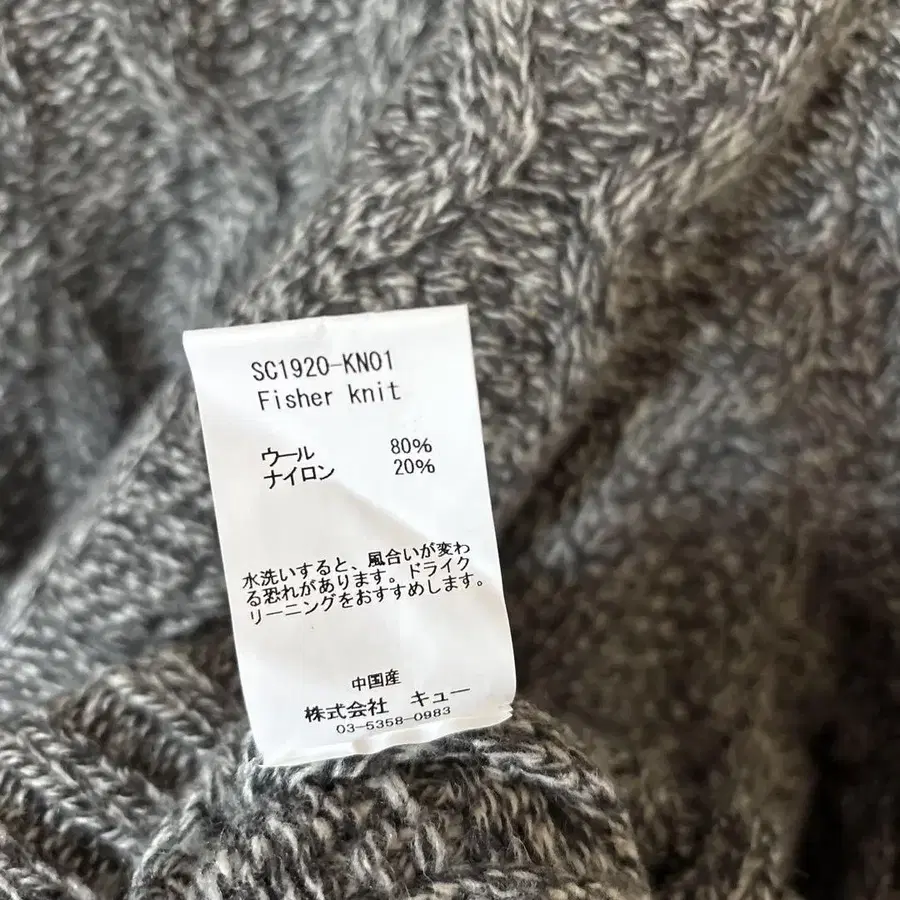 SC1920-KN01
Fisher knit
ウール 80%
ナイロン 20%
水洗いすると、風合いが変わ
る恐れがあります。ドライク
リーニングをおすすめします。
中国産
株式会社 キュー
03-5358-0983